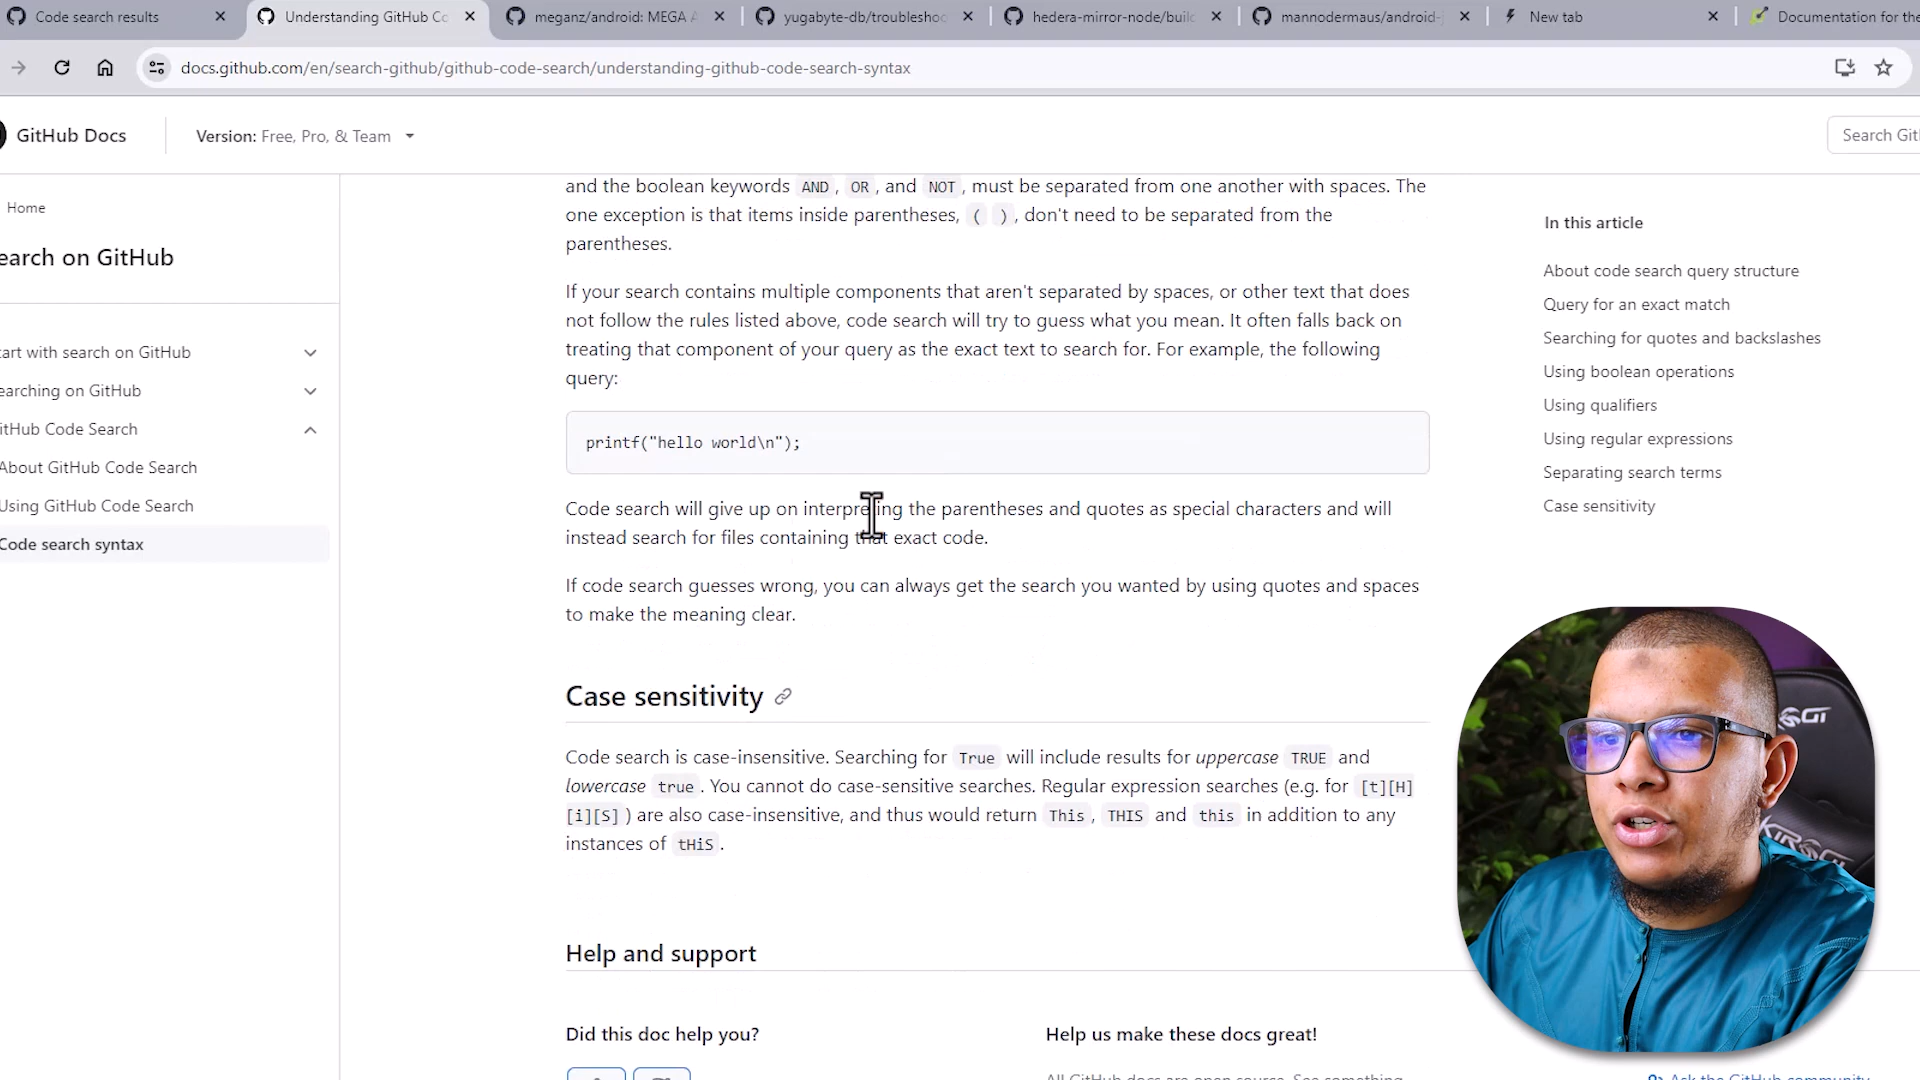 Code search results
Understanding GitHub Co
meganz/android: MEGA A
yugabyte-db/troubleshoo
hedera-mirror-node/buil
mannodermaus/android-j
New tab
Documentation for the
docs.github.com/en/search-github/github-code-search/understanding-github-code-search-syntax
GitHub Docs
Version: Free, Pro, & Team
Search Git
Home
earch on GitHub
tart with search on GitHub
earching on GitHub
itHub Code Search
About GitHub Code Search
Using GitHub Code Search
Code search syntax
and the boolean keywords AND, OR, and NOT, must be separated from one another with spaces. The
one exception is that items inside parentheses, ( ), don't need to be separated from the
parentheses.
If your search contains multiple components that aren't separated by spaces, or other text that does
not follow the rules listed above, code search will try to guess what you mean. It often falls back on
treating that component of your query as the exact text to search for. For example, the following
query:
printf("hello world\n");
Code search will give up on interpreting the parentheses and quotes as special characters and will
instead search for files containing that exact code.
If code search guesses wrong, you can always get the search you wanted by using quotes and spaces
to make the meaning clear.
Case sensitivity
Code search is case-insensitive. Searching for True will include results for uppercase TRUE and
lowercase true. You cannot do case-sensitive searches. Regular expression searches (e.g. for [t][H]
[i][S]) are also case-insensitive, and thus would return This, THIS and this in addition to any
instances of tHiS.
Help and support
Did this doc help you?
Help us make these docs great!
All GitHub docs are open source. See something
Ask the GitHub community
In this article
About code search query structure
Query for an exact match
Searching for quotes and backslashes
Using boolean operations
Using qualifiers
Using regular expressions
Separating search terms
Case sensitivity